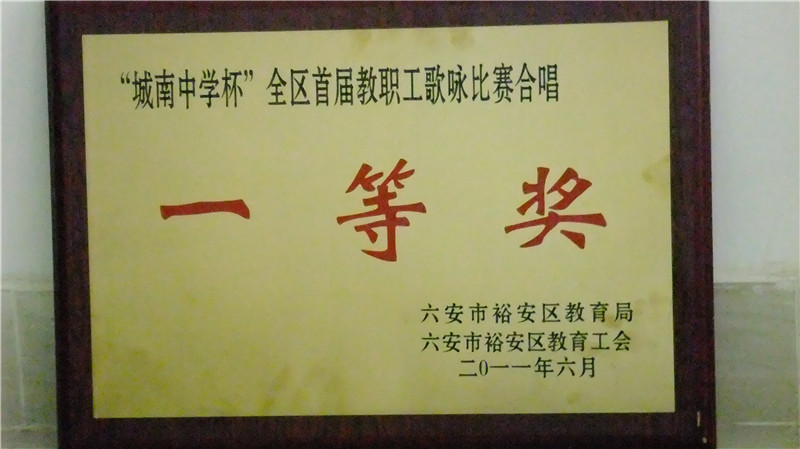 “城南中学杯”全区首届教职工歌咏比赛合唱
一等奖
六安市裕安区教育局
六安市裕安区教育工会
二0一一年六月